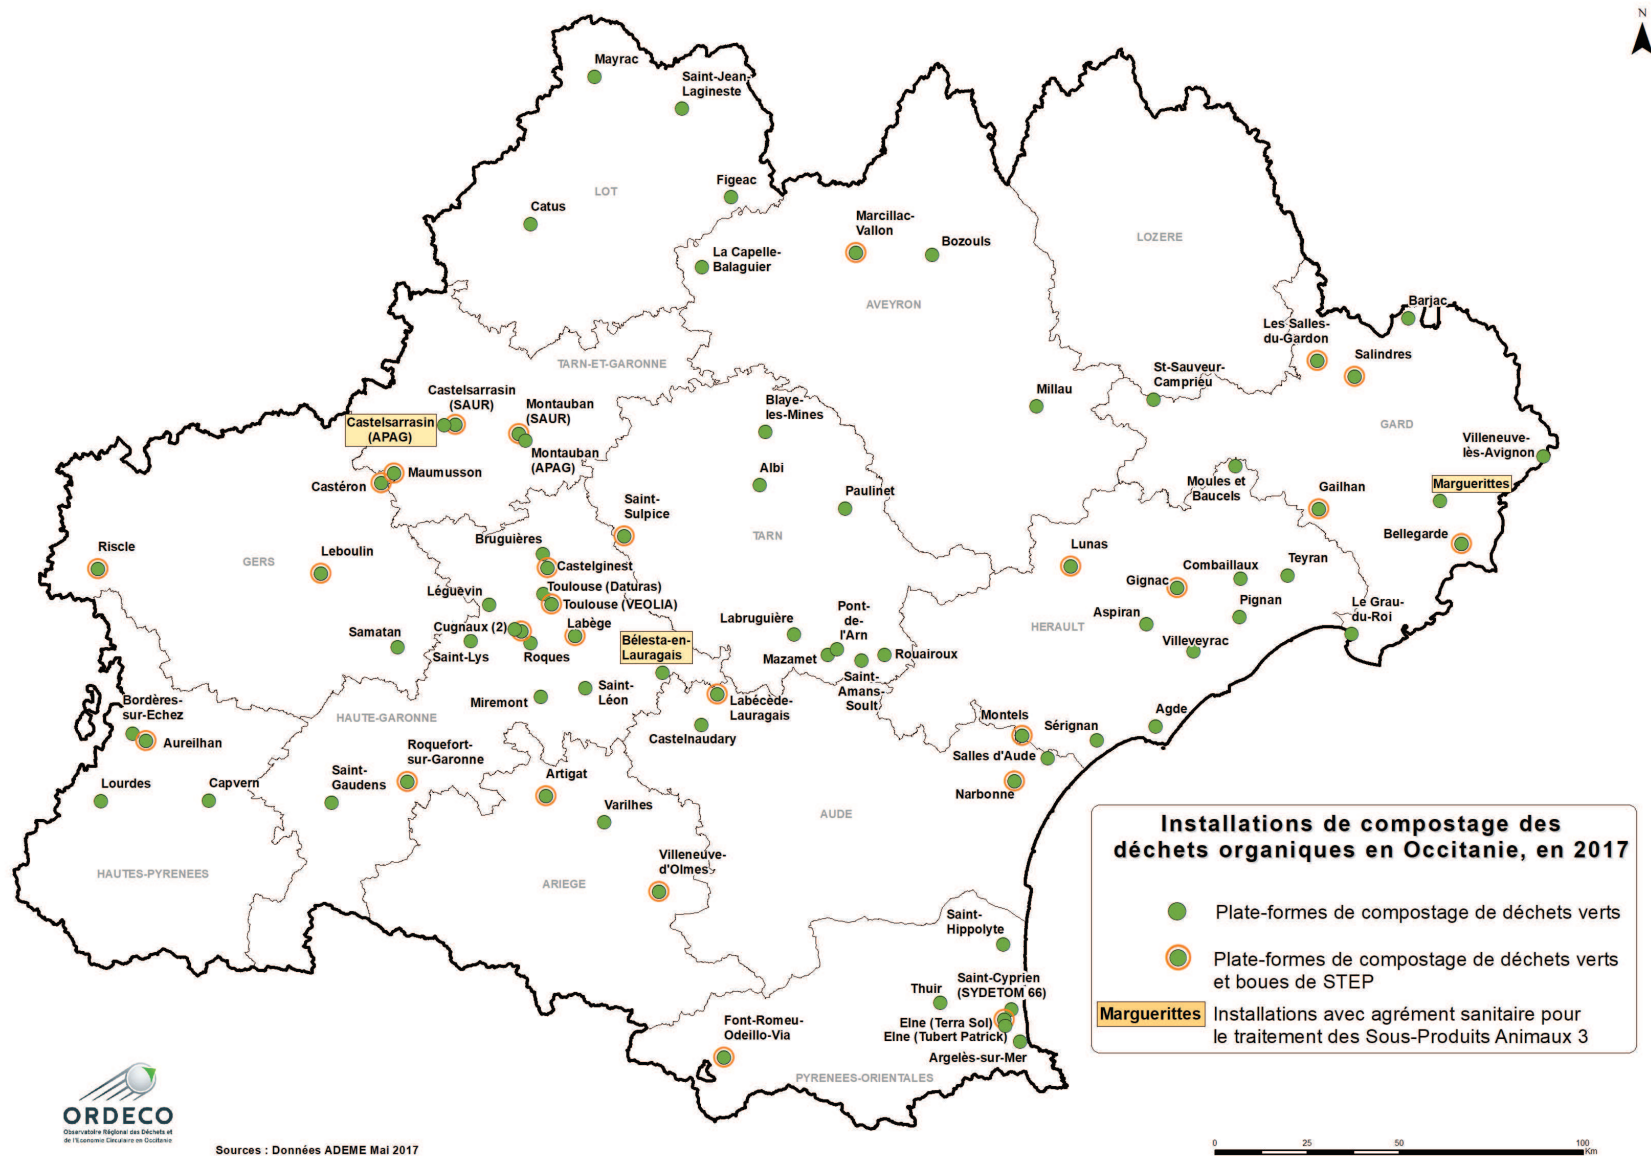 N
Mayrac
Saint-Jean-
Lagineste
LOT
Figeac
Catus
La Capelle-
Balaguier
Marcillac-
Vallon
Bozouls
LOZERE
AVEYRON
Barjac
Les Salles-
du-Gardon
Salindres
TARN-ET-GARONNE
St-Sauveur-
Camprieu
Millau
Castelsarrasin
(SAUR)
Castelsarrasin
(APAG)
Montauban
(SAUR)
Montauban
(APAG)
Blaye-
les-Mines
GARD
Villeneuve-
lès-Avignon
Maumusson
Castéron
Albi
Paulinet
Moules et
Baucels
Gailhan
Marguerittes
Saint-
Sulpice
TARN
Bellegarde
Riscle
GERS
Leboulin
Bruguières
Castelginest
Lunas
Combaillaux
Teyran
Gignac
Toulouse (Daturas)
Toulouse (VEOLIA)
Léguevin
Cugnaux (2)
Labège
Samatan
Saint-Lys
Roques
Bélesta-en-
Lauragais
Labruguière
Pont-
de-
l'Arn
Mazamet
Rouairoux
Saint-
Amans-
Soult
HERAULT
Aspiran
Pignan
Villeveyrac
Le Grau-
du-Roi
Bordères-
sur-Echez
Aureilhan
HAUTE-GARONNE
Miremont
Saint-
Léon
Labécède-
Lauragais
Castelnaudary
Montels
Sérignan
Agde
Salles d'Aude
Narbonne
Lourdes
Capvern
Saint-
Gaudens
Roquefort-
sur-Garonne
Artigat
Varilhes
AUDE
HAUTES-PYRENEES
ARIEGE
Villeneuve-
d'Olmes
Saint-
Hippolyte
Thuir
Saint-Cyprien
(SYDETOM 66)
Elne (Terra Sol)
Elne (Tubert Patrick)
Argelès-sur-Mer
Font-Romeu-
Odeillo-Via
PYRENEES-ORIENTALES
Installations de compostage des
déchets organiques en Occitanie, en 2017
Plate-formes de compostage de déchets verts
Plate-formes de compostage de déchets verts
et boues de STEP
Marguerittes
Installations avec agrément sanitaire pour
le traitement des Sous-Produits Animaux 3
ORDECO
Observatoire Régional des Déchets et
de l'Economie Circulaire en Occitanie
Sources : Données ADEME Mai 2017
0 25 50 100
Km